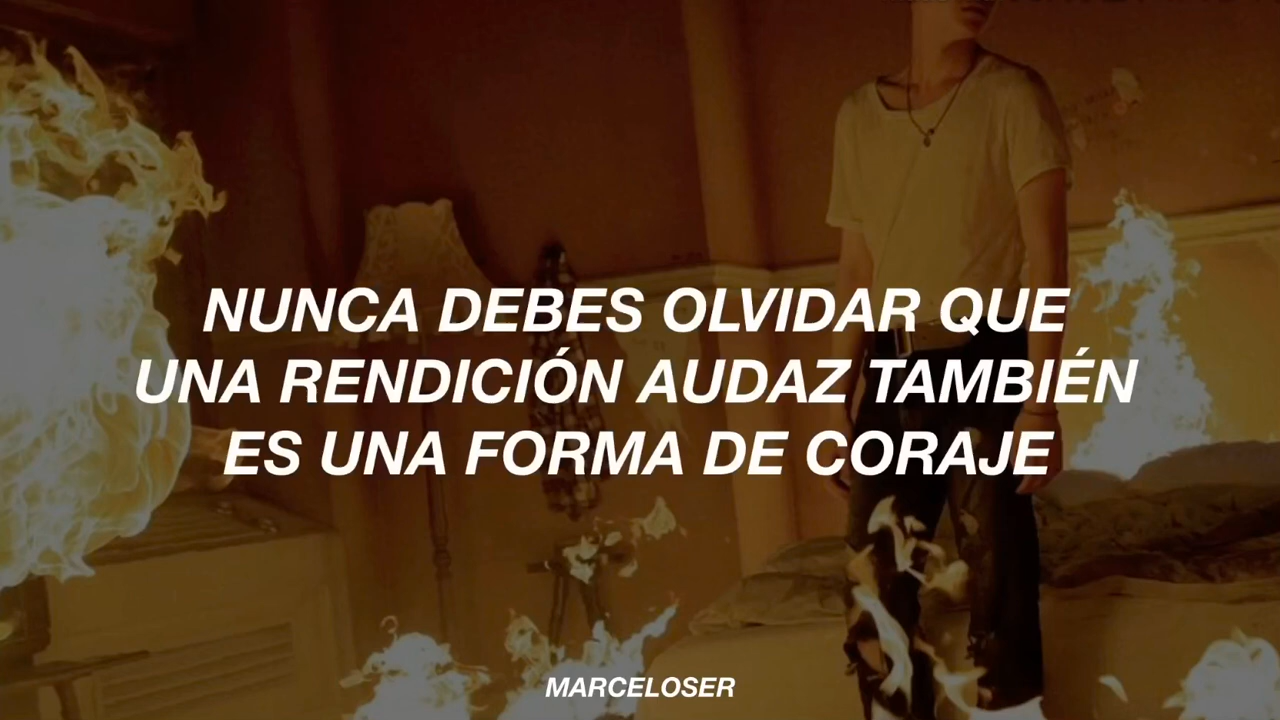 NUNCA DEBES OLVIDAR QUE
UNA RENDICIÓN AUDAZ TAMBIÉN
ES UNA FORMA DE CORAJE
MARCELOSER